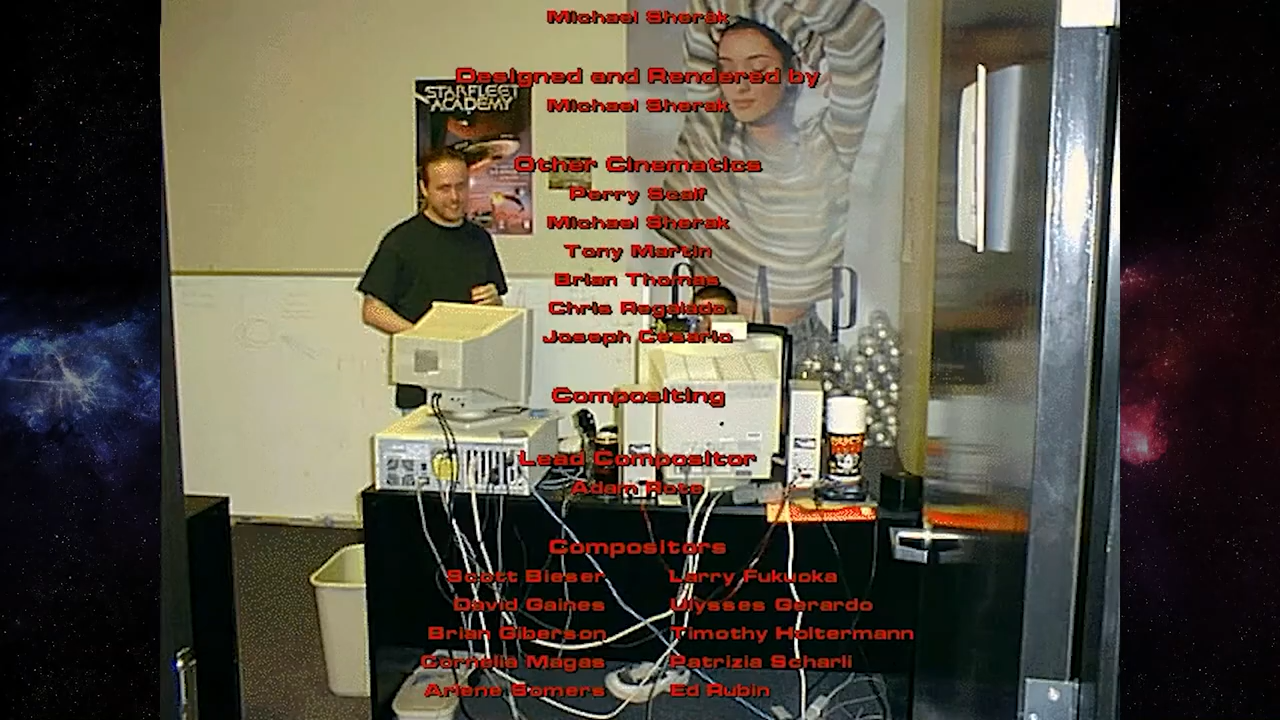 Michael Sherak
Designed and Rendered by
Michael Sherak
STARFLEET
ACADEMY
Other Cinematics
Perry Scalf
Michael Sherak
Tony Martin
Brian Thomas
Chris Regalado
Joseph Cesario
GAP
Compositing
Lead Compositor
Adam Rote
Compositors
Scott Bieser Larry Fukuoka
David Gaines Ulysses Gerardo
Brian Giberson Timothy Holtermann
Cornelia Magas Patrizia Scharli
Arlene Somers Ed Rubin